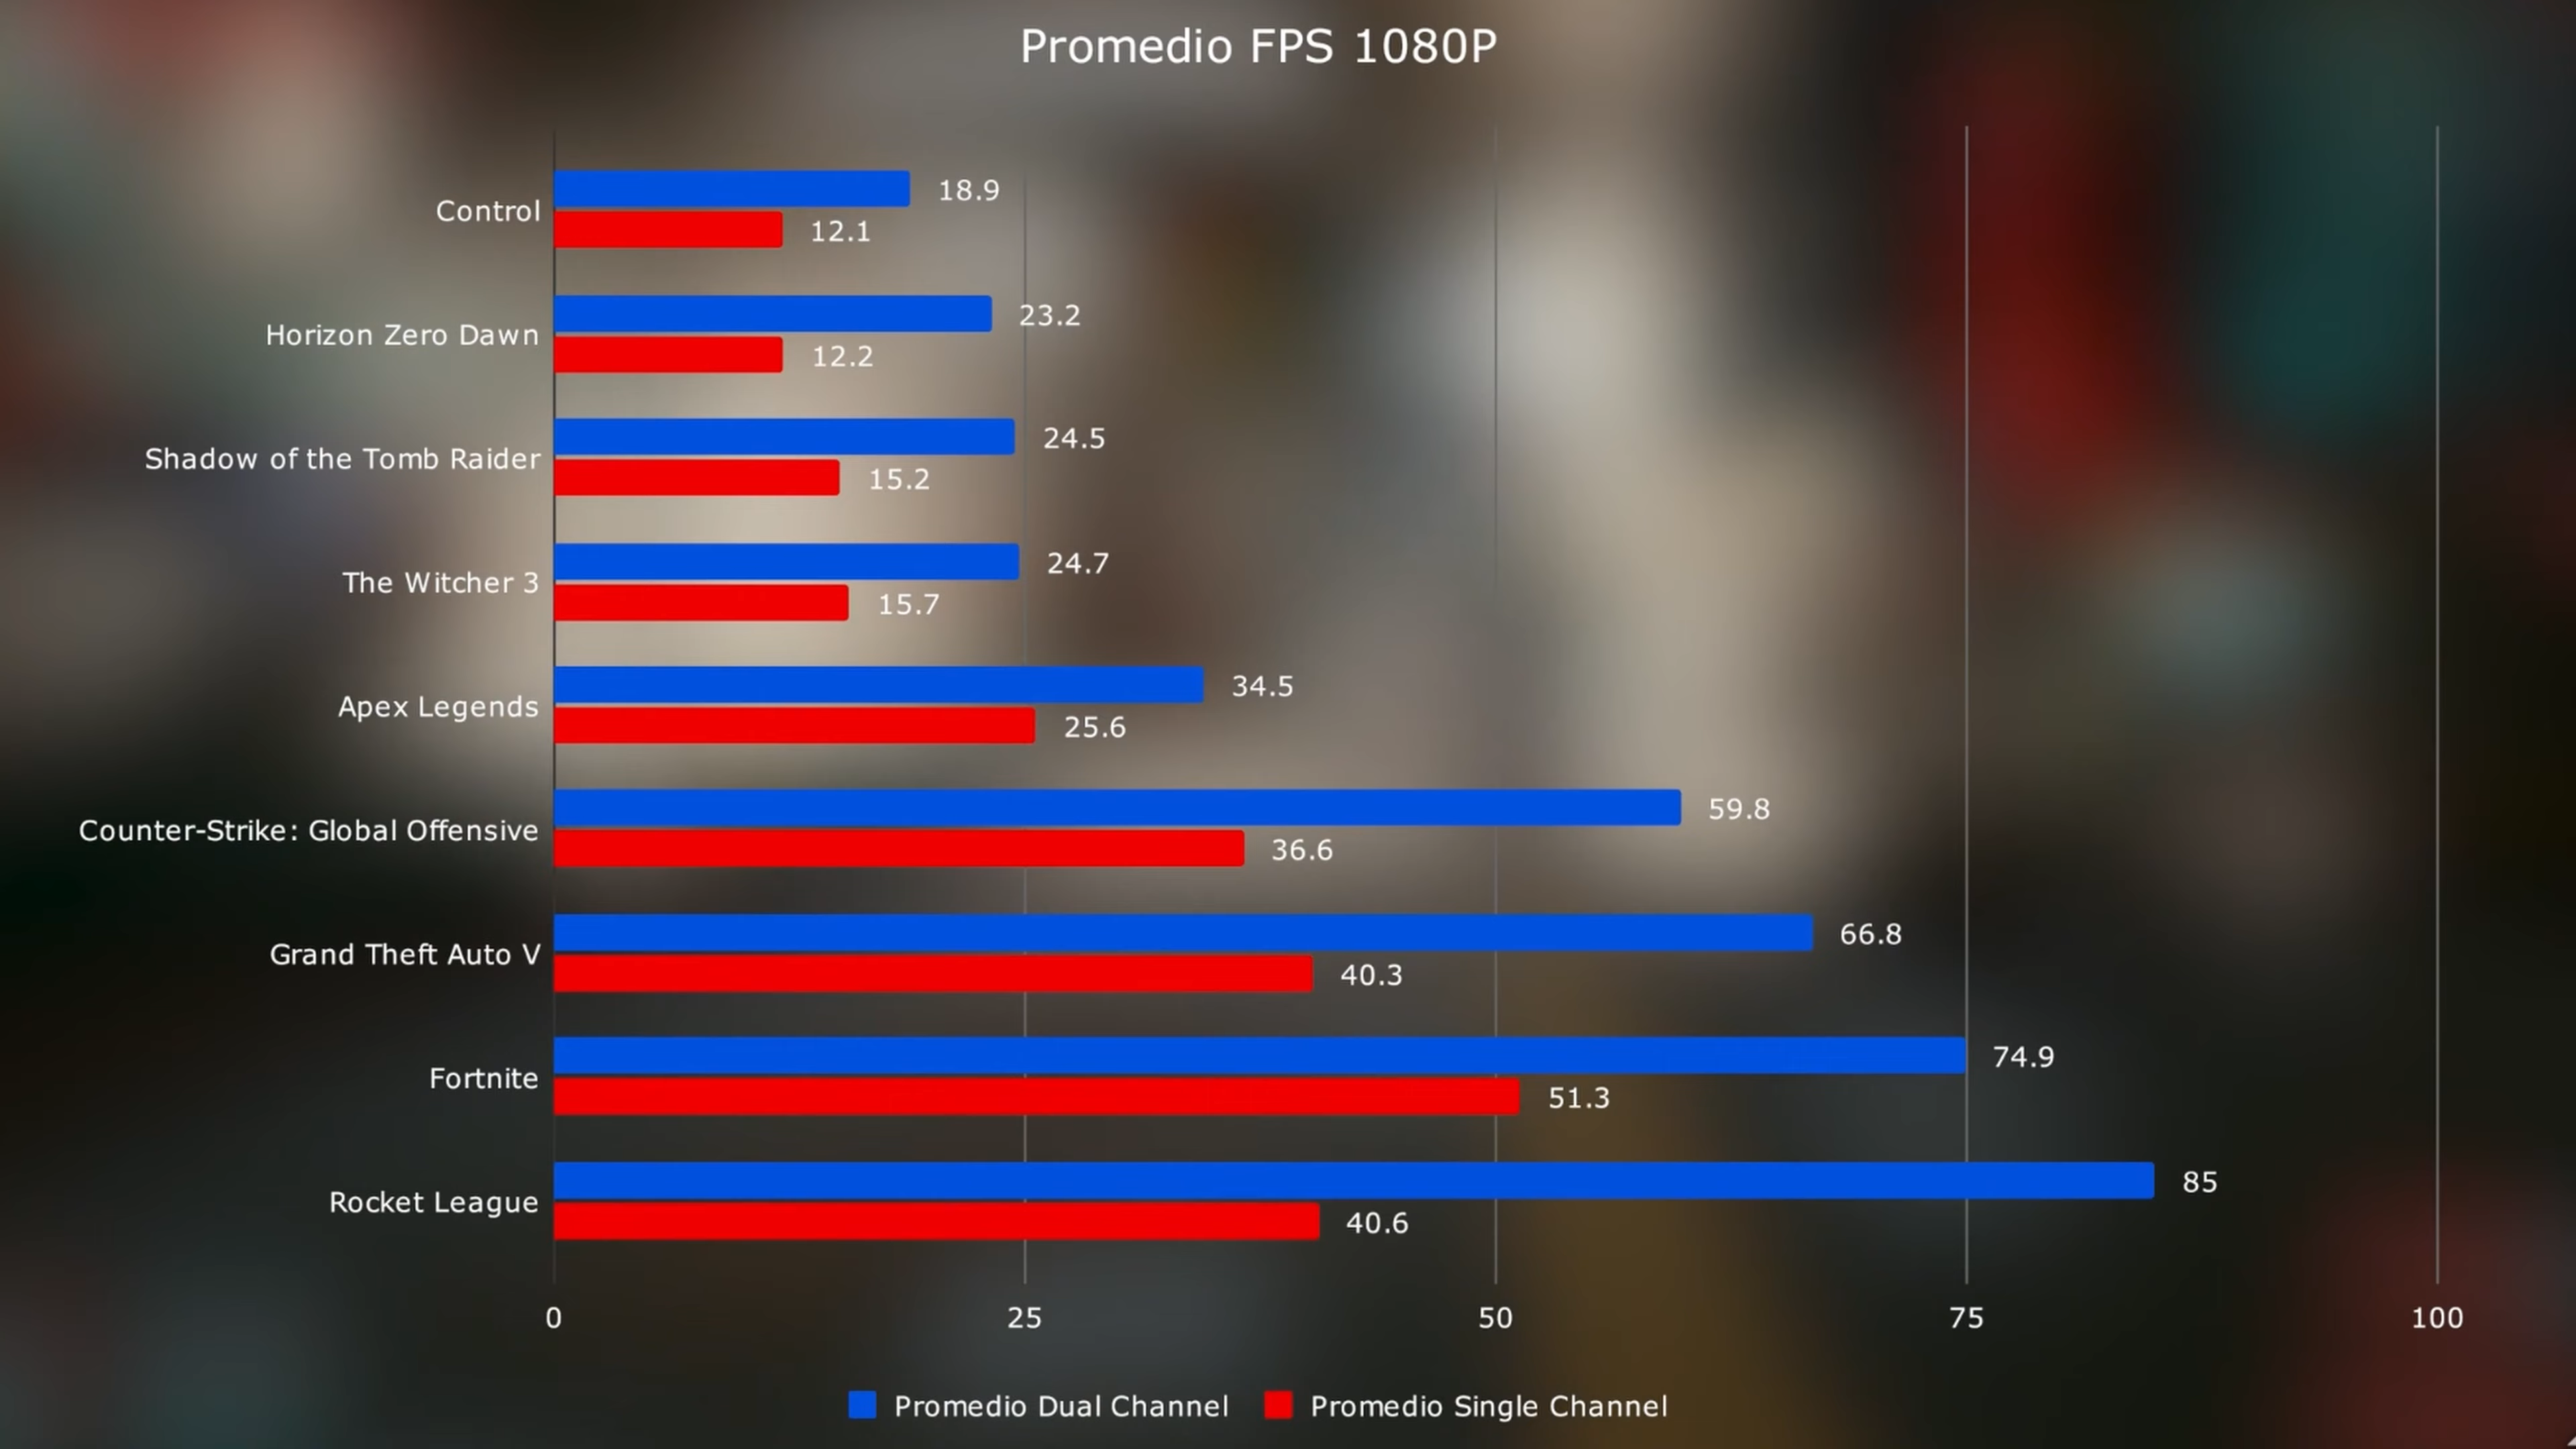 Promedio FPS 1080P
Control
18.9
12.1
Horizon Zero Dawn
23.2
12.2
Shadow of the Tomb Raider
24.5
15.2
The Witcher 3
24.7
15.7
Apex Legends
34.5
25.6
Counter-Strike: Global Offensive
59.8
36.6
Grand Theft Auto V
66.8
40.3
Fortnite
74.9
51.3
Rocket League
85
40.6
0 25 50 75 100
Promedio Dual Channel Promedio Single Channel